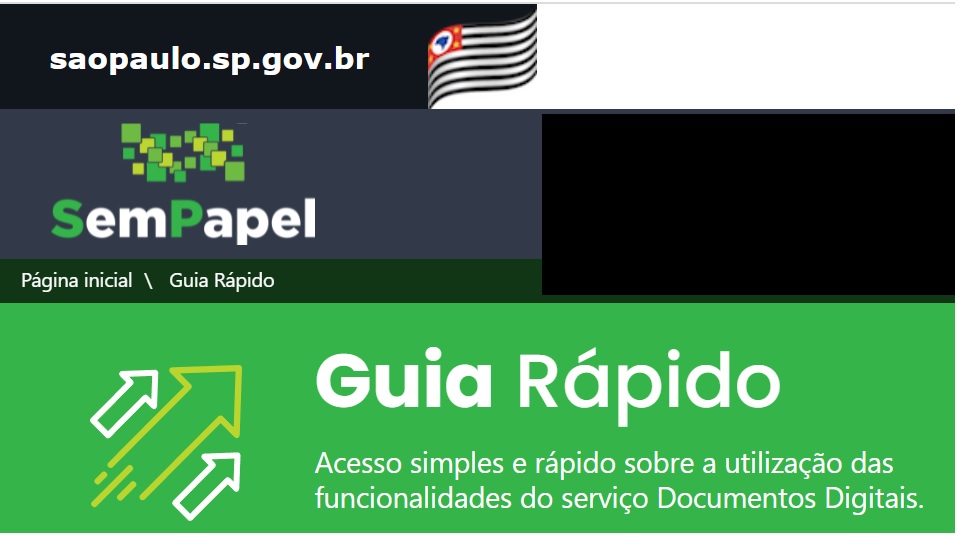 saopaulo.sp.gov.br
SemPapel
Página inicial \ Guia Rápido
Guia Rápido
Acesso simples e rápido sobre a utilização das
funcionalidades do serviço Documentos Digitais.